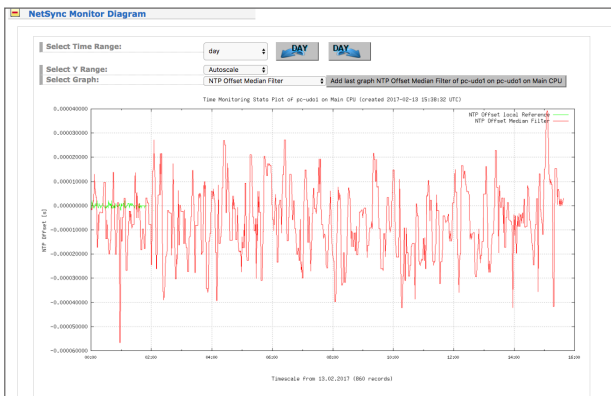 NetSync Monitor Diagram
Select Time Range:
day
DAY
DAY
Select Y Range:
Autoscale
Select Graph:
NTP Offset Median Filter
Add last graph NTP Offset Median Filter of pc-udo1 on pc-udo1 on Main CPU
Time Monitoring Stats Plot of pc-udo1 on Main CPU (created 2017-02-13 15:38:32 UTC)
NTP Offset local Reference
NTP Offset Median Filter
NTP Offset [s]
0.000040000
0.000030000
0.000020000
0.000010000
0.000000000
-0.000010000
-0.000020000
-0.000030000
-0.000040000
-0.000050000
-0.000060000
00:00 02:00 04:00 06:00 08:00 10:00 12:00 14:00 16:00
Timescale from 13.02.2017 (860 records)